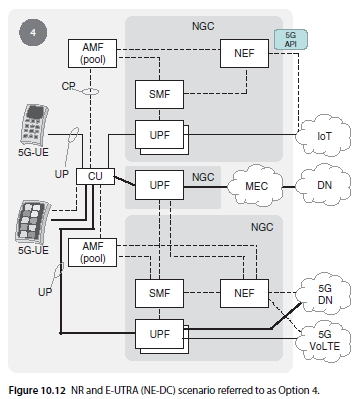 4
NGC
AMF
(pool)
NEF
5G
API
CP
SMF
5G-UE
UPF
IoT
UP
CU
UPF
NGC
MEC
DN
NGC
5G-UE
AMF
(pool)
UP
SMF
NEF
5G
DN
UPF
5G
VoLTE
Figure 10.12 NR and E-UTRA (NE-DC) scenario referred to as Option 4.